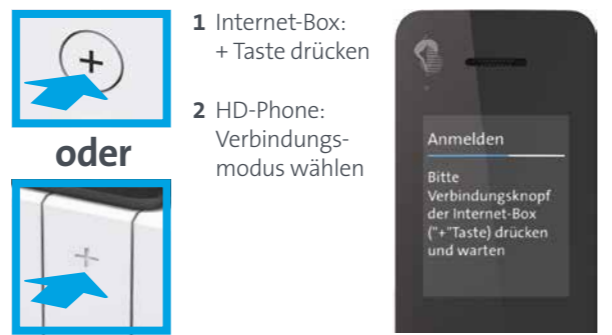 +
oder
+
1 Internet-Box:
+ Taste drücken
2 HD-Phone:
Verbindungs-
modus wählen
Anmelden
Bitte
Verbindungsknopf
der Internet-Box
("+"Taste) drücken
und warten